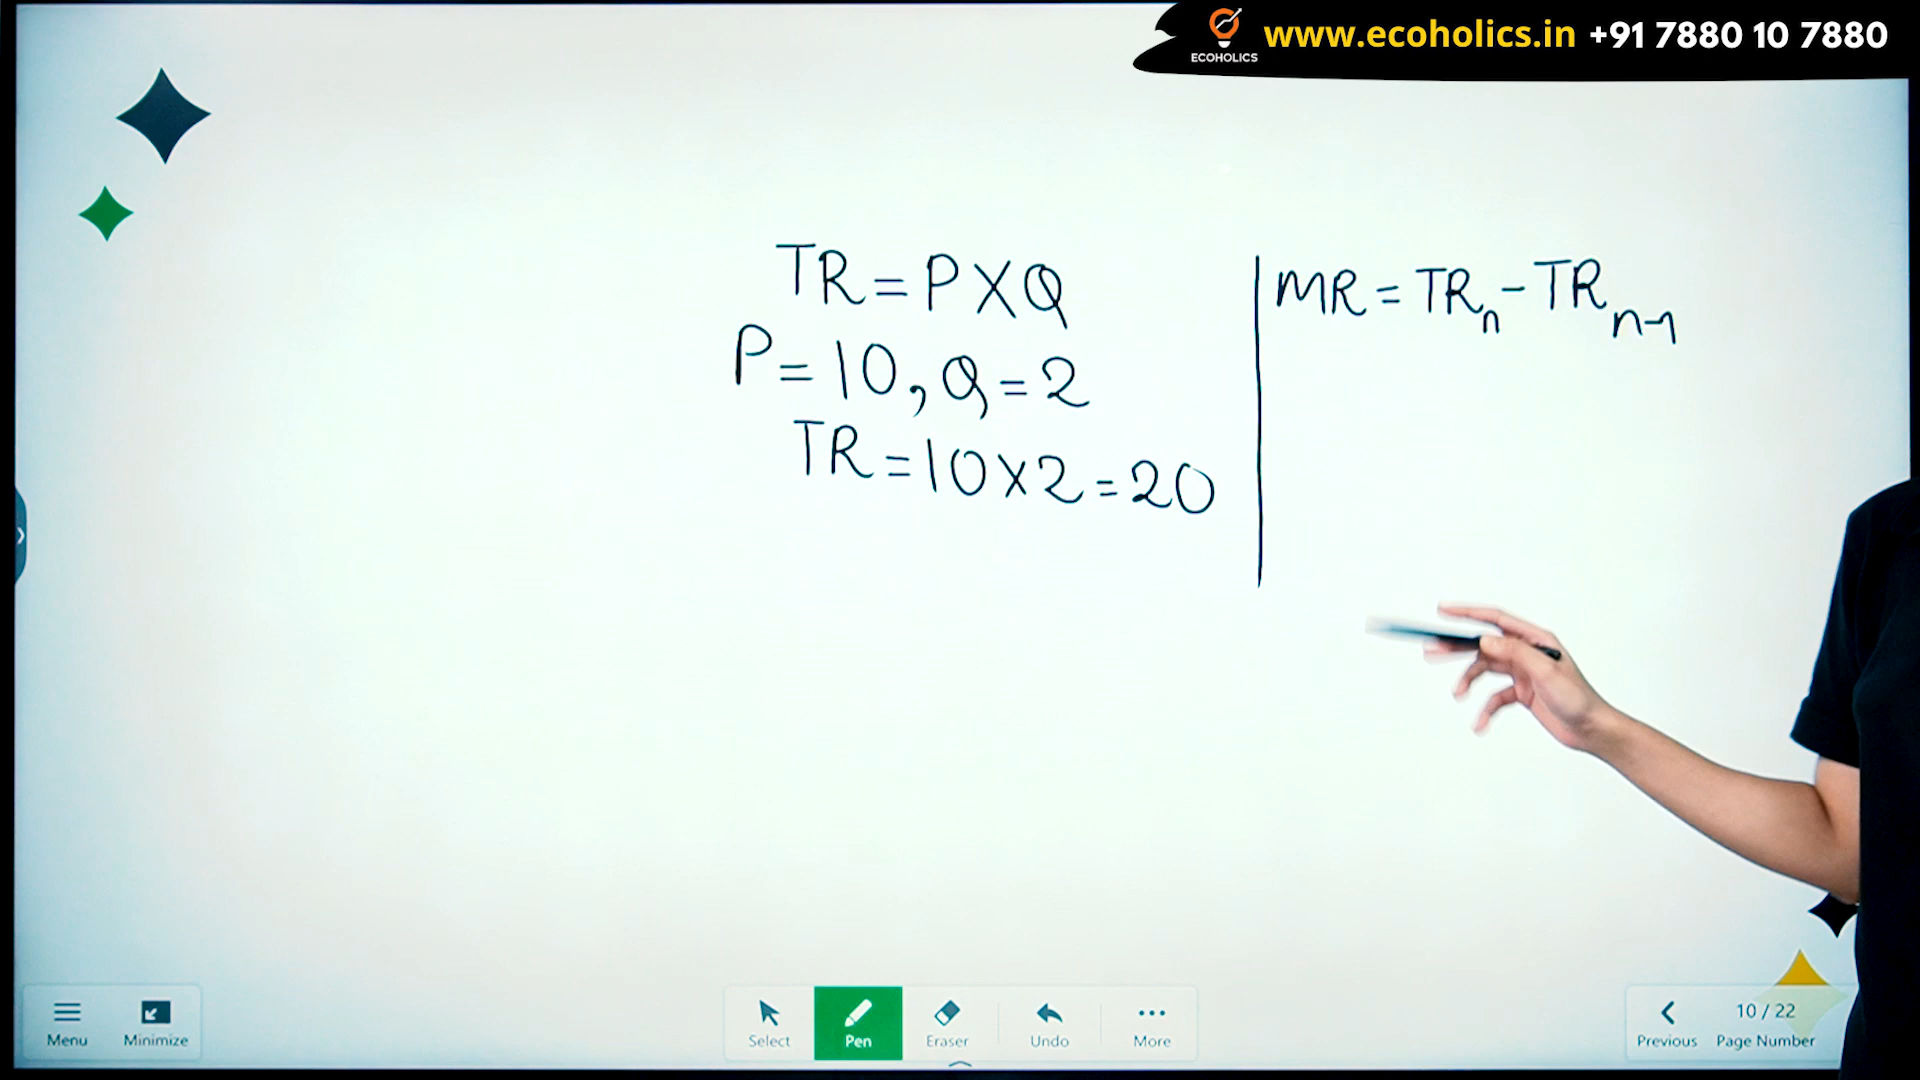 www.ecoholics.in +91 7880 10 7880
ECOHOLICS
TR = P X Q
P = 10, Q = 2
TR = 10 x 2 = 20
MR = TRn - TRn-1
Menu
Minimize
Select
Pen
Eraser
Undo
More
Previous
10 / 22
Page Number